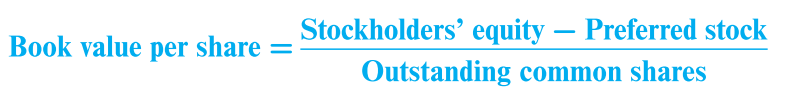 Stockholders’ equity – Preferred stock
Book value per share =
Outstanding common shares